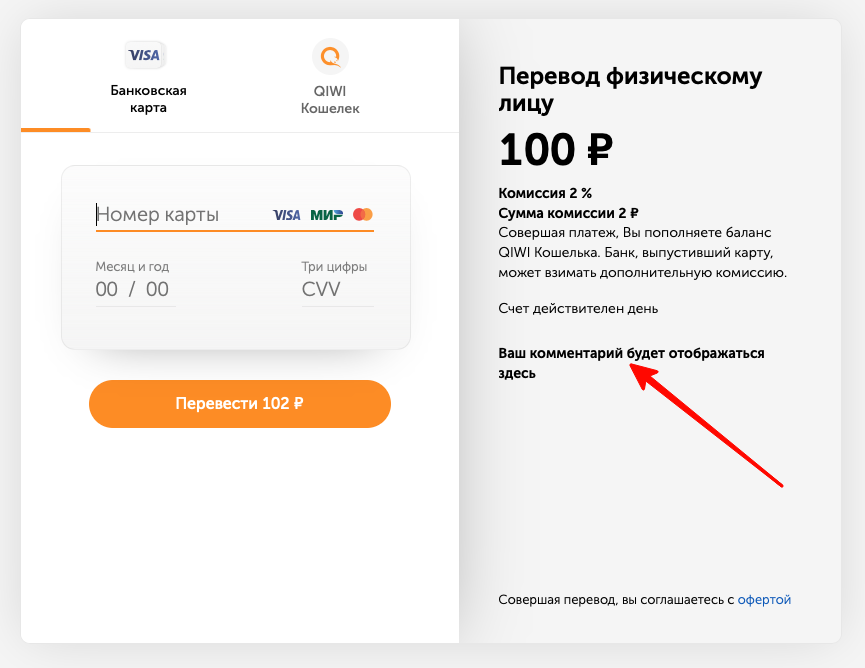 VISA
Банковская
карта
QIWI
Кошелек
Номер карты VISA МИР
Месяц и год
00 / 00
Три цифры
CVV
Перевести 102 ₽
Перевод физическому
лицу
100 ₽
Комиссия 2 %
Сумма комиссии 2 ₽
Совершая платеж, Вы пополняете баланс
QIWI Кошелька. Банк, выпустивший карту,
может взимать дополнительную комиссию.
Счет действителен день
Ваш комментарий будет отображаться
здесь
Совершая перевод, вы соглашаетесь с офертой